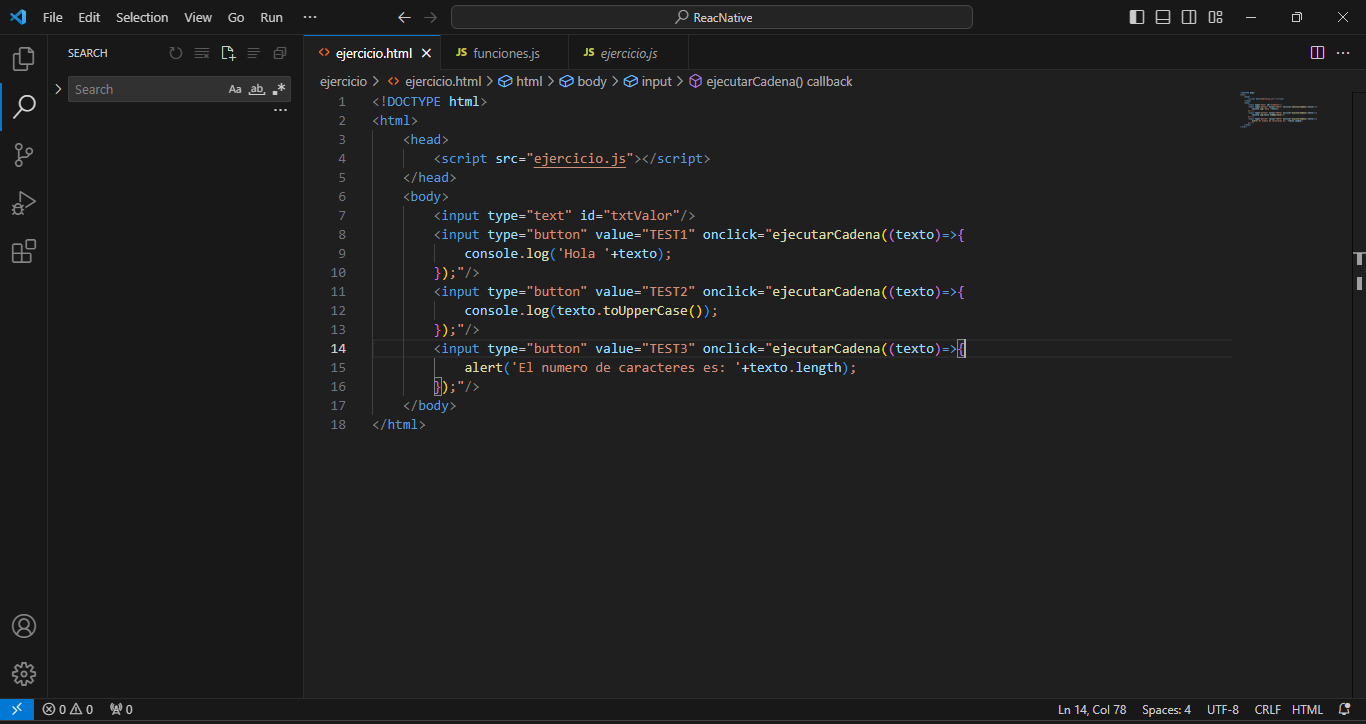 File Edit Selection View Go Run ··· ReacNative
SEARCH
Search Aa ab
ejercicio.html JS funciones.js JS ejercicio.js
ejercicio > ejercicio.html > html > body > input > ejecutarCadena() callback
1 <!DOCTYPE html>
2 <html>
3 <head>
4 <script src="ejercicio.js"></script>
5 </head>
6 <body>
7 <input type="text" id="txtValor"/>
8 <input type="button" value="TEST1" onclick="ejecutarCadena((texto)=>{
9 console.log('Hola '+texto);
10 });"/>
11 <input type="button" value="TEST2" onclick="ejecutarCadena((texto)=>{
12 console.log(texto.toUpperCase());
13 });"/>
14 <input type="button" value="TEST3" onclick="ejecutarCadena((texto)=>{
15 alert('El numero de caracteres es: '+texto.length);
16 });"/>
17 </body>
18 </html>
0 0 0 Ln 14, Col 78 Spaces: 4 UTF-8 CRLF HTML